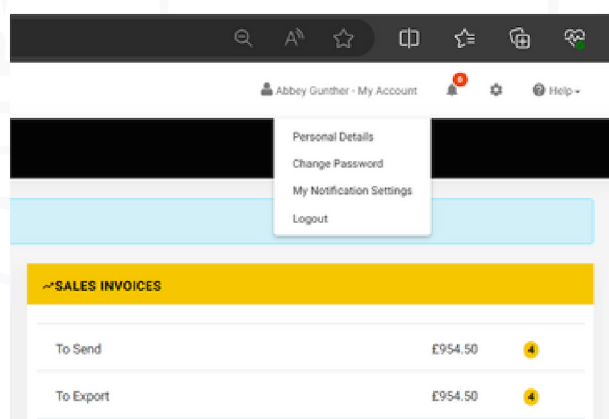 Abbey Gunther - My Account
0
Help
Personal Details
Change Password
My Notification Settings
Logout
SALES INVOICES
To Send £954.50 4
To Export £954.50 4